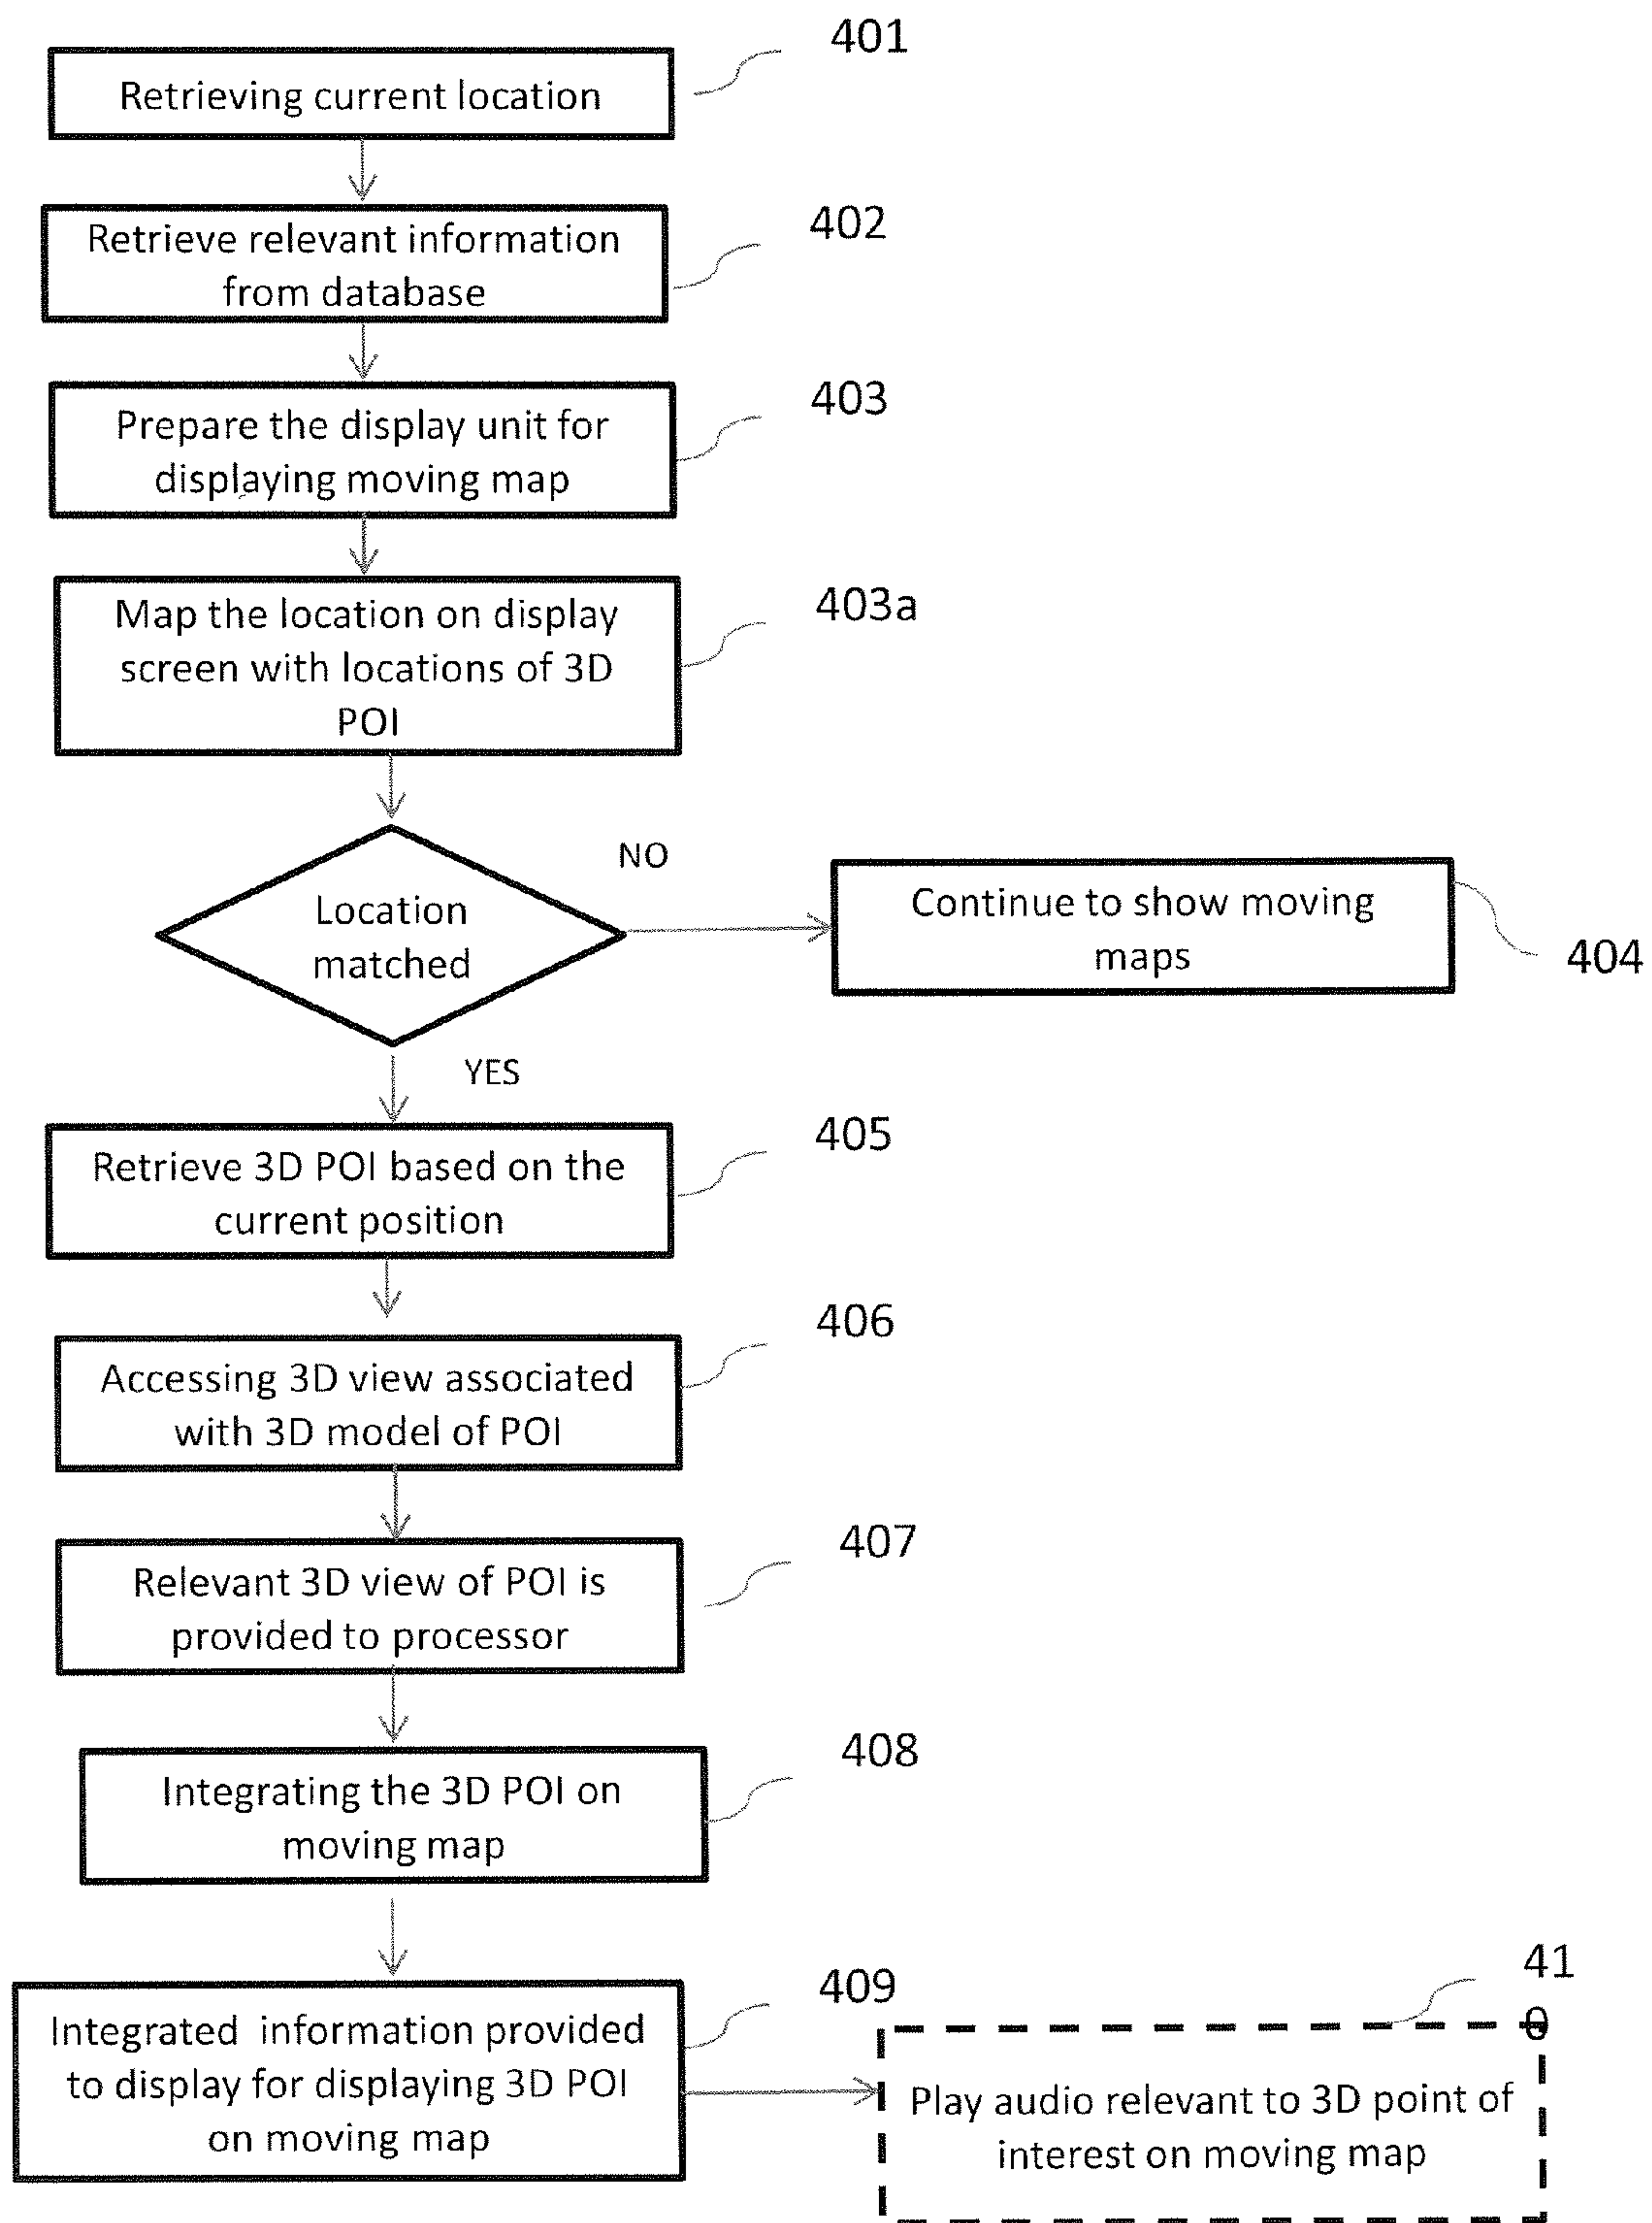 401
Retrieving current location
402
Retrieve relevant information
from database
403
Prepare the display unit for
displaying moving map
403a
Map the location on display
screen with locations of 3D
POI
NO
Location
matched
Continue to show moving
maps
404
YES
405
Retrieve 3D POI based on the
current position
406
Accessing 3D view associated
with 3D model of POI
407
Relevant 3D view of POI is
provided to processor
408
Integrating the 3D POI on
moving map
409
Integrated information provided
to display for displaying 3D POI
on moving map
41
0
Play audio relevant to 3D point of
interest on moving map